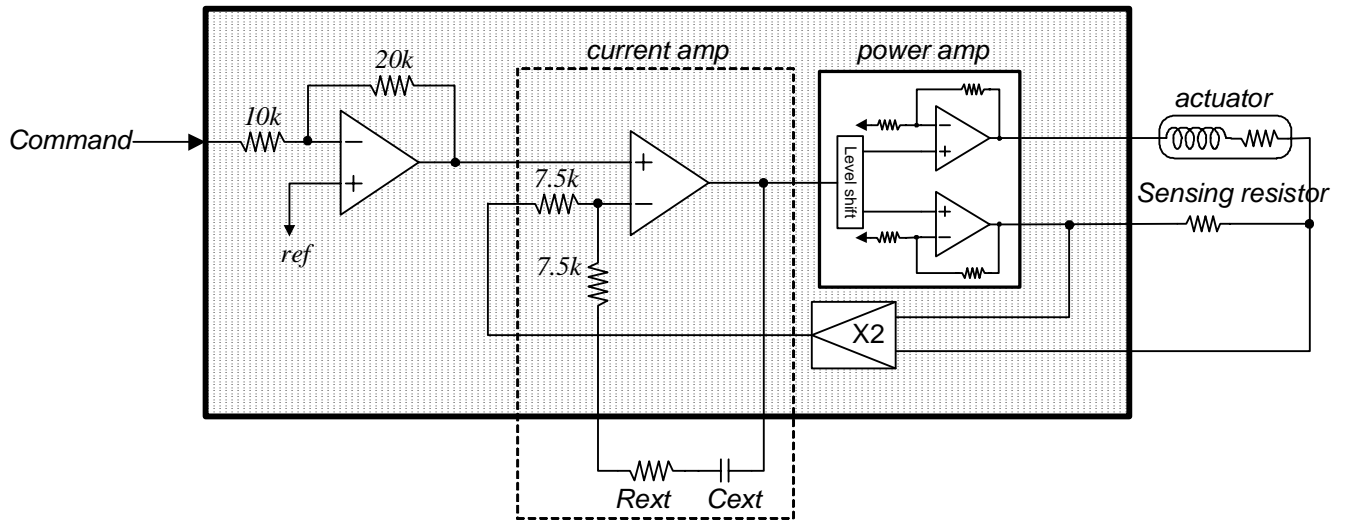 current amp
power amp
20k
10k
actuator
Command
−
+
ref
+
−
7.5k
7.5k
Level shift
−
+
+
−
Sensing resistor
X2
Rext
Cext